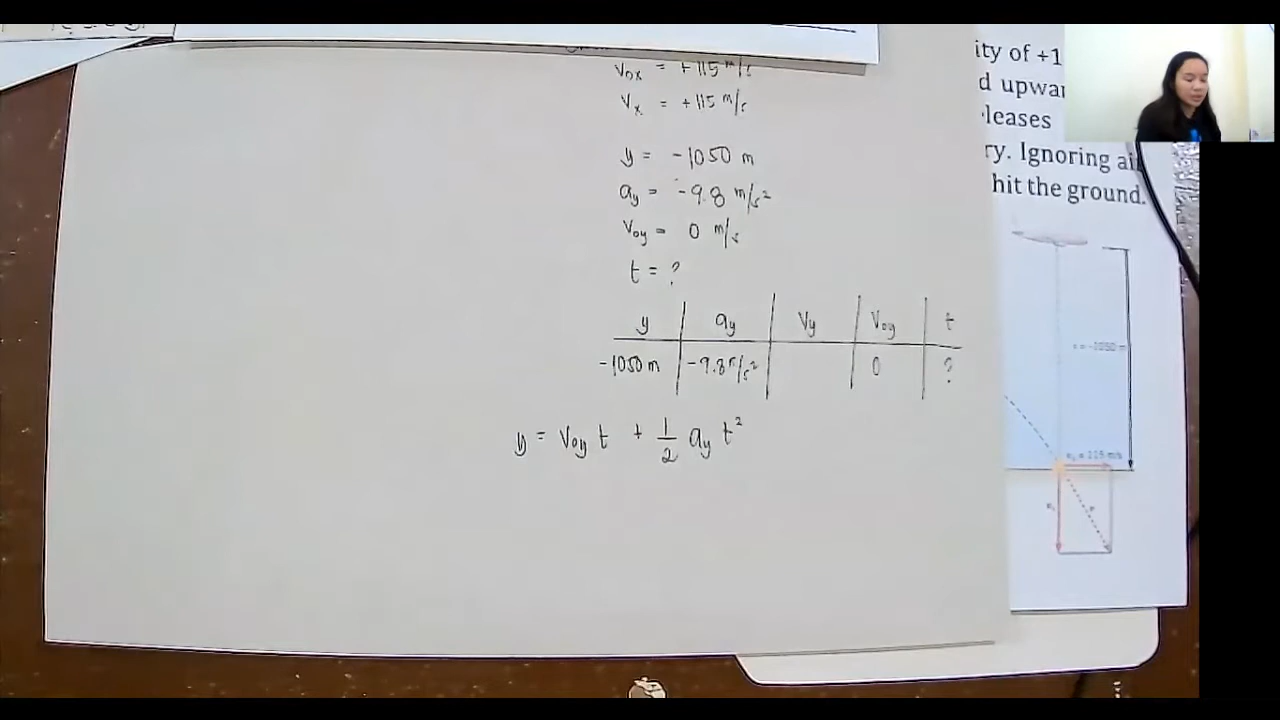 Vox = +115 m/s
Vx = +115 m/s
y = -1050 m
ay = -9.8 m/s²
Voy = 0 m/s
t = ?
y ay Vy Voy t
-1050 m -9.8 m/s² 0 ?
y = Voy t + 1/2 ay t²
ity of +1
d upwar
leases
ry. Ignoring ai
hit the ground.